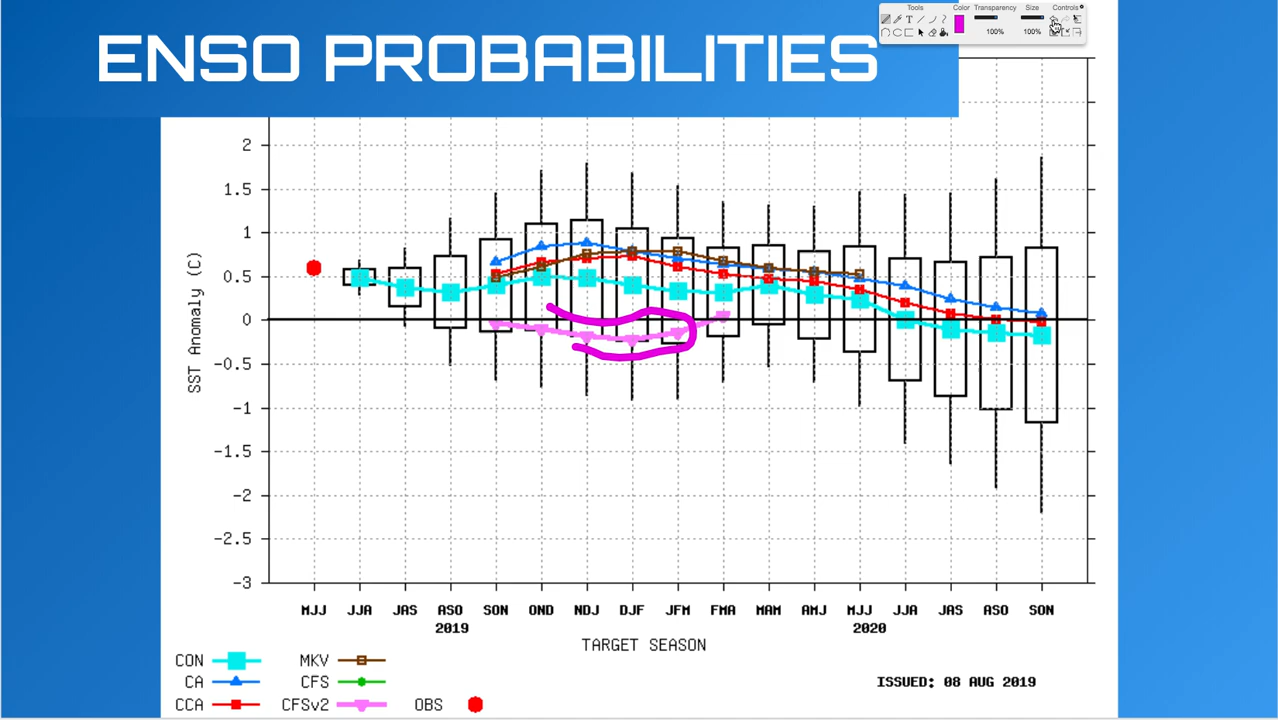 Tools Color Transparency Size Controls
100% 100%
ENSO PROBABILITIES
2
1.5
1
0.5
0
-0.5
-1
-1.5
-2
-2.5
-3
SST Anomaly (C)
MJJ JJA JAS ASO SON OND NDJ DJF JFM FMA MAM AMJ MJJ JJA JAS ASO SON
2019 2020
TARGET SEASON
CON MKV
CA CFS
CCA CFSv2 OBS
ISSUED: 08 AUG 2019